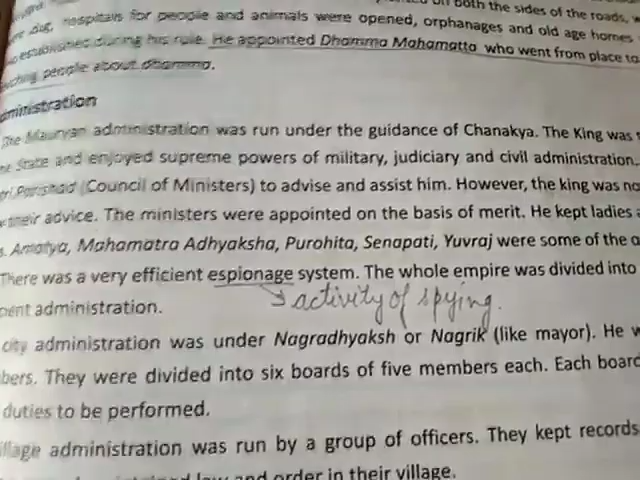 on both the sides of the roads,
dug, hospitals for people and animals were opened, orphanages and old age homes
established during his rule. He appointed Dhamma Mahamatta who went from place to
people about dhamma.
ministration
The Mauryan administration was run under the guidance of Chanakya. The King was
State and enjoyed supreme powers of military, judiciary and civil administration.
Parishad (Council of Ministers) to advise and assist him. However, the king was no
their advice. The ministers were appointed on the basis of merit. He kept ladies
s. Amatya, Mahamatra Adhyaksha, Purohita, Senapati, Yuvraj were some of the
There was a very efficient espionage system. The whole empire was divided into
→ activity of spying.
ent administration.
city administration was under Nagradhyaksh or Nagrik (like mayor). He
bers. They were divided into six boards of five members each. Each board
duties to be performed.
illage administration was run by a group of officers. They kept records
law and order in their village.